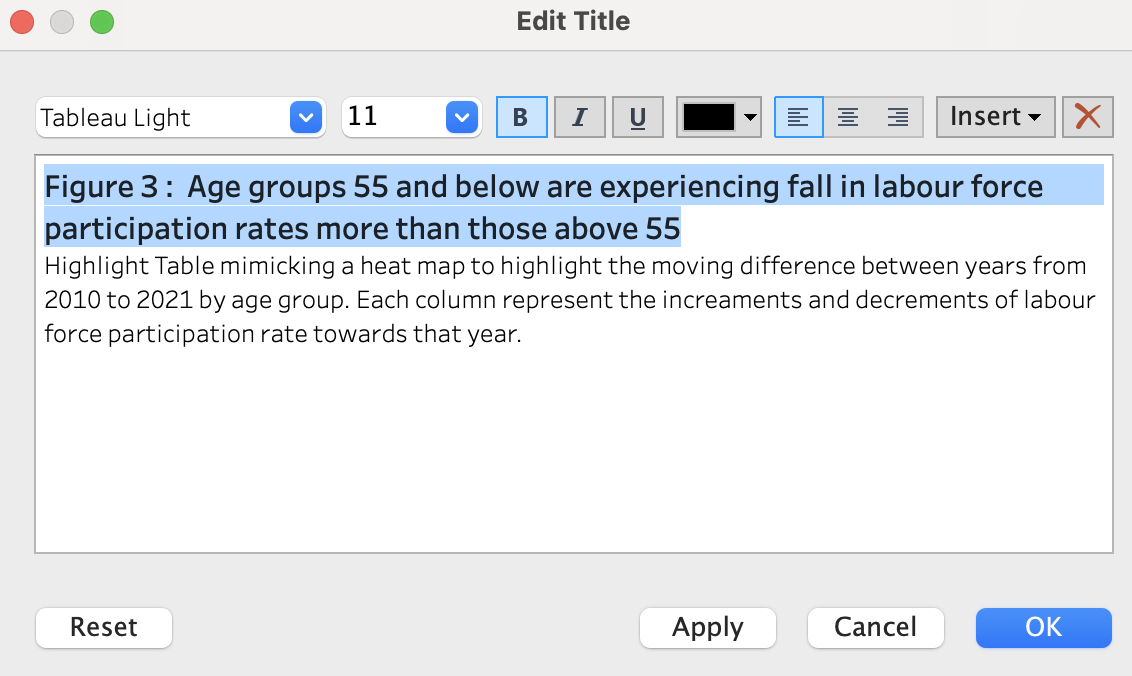 Edit Title
Tableau Light 11 B I U Insert
Figure 3 :  Age groups 55 and below are experiencing fall in labour force
participation rates more than those above 55
Highlight Table mimicking a heat map to highlight the moving difference between years from
2010 to 2021 by age group. Each column represent the increaments and decrements of labour
force participation rate towards that year.
Reset Apply Cancel OK